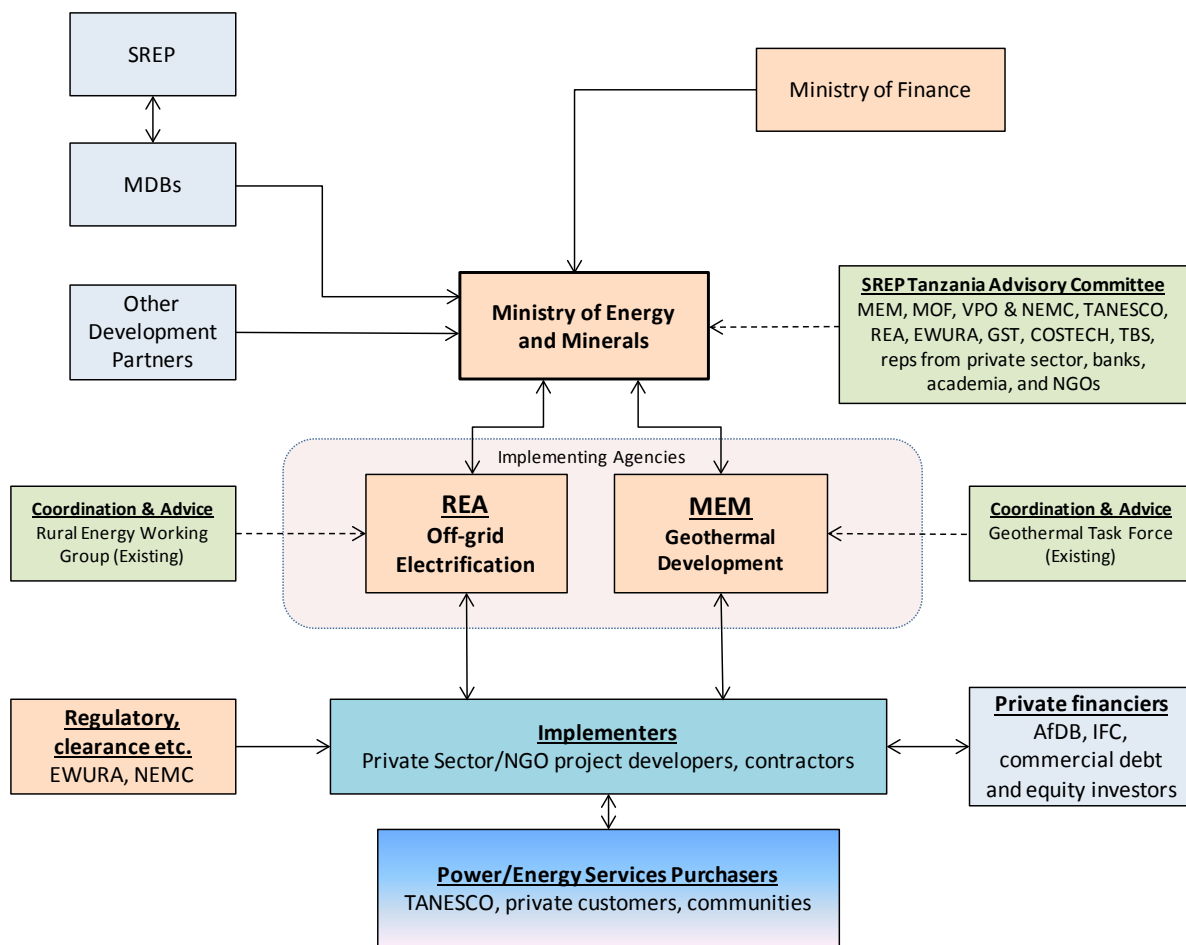 SREP
Ministry of Finance
MDBs
Other
Development
Partners
Ministry of Energy
and Minerals
SREP Tanzania Advisory Committee
MEM, MOF, VPO & NEMC, TANESCO,
REA, EWURA, GST, COSTECH, TBS,
reps from private sector, banks,
academia, and NGOs
Implementing Agencies
Coordination & Advice
Rural Energy Working
Group (Existing)
REA
Off-grid
Electrification
MEM
Geothermal
Development
Coordination & Advice
Geothermal Task Force
(Existing)
Regulatory,
clearance etc.
EWURA, NEMC
Implementers
Private Sector/NGO project developers, contractors
Private financiers
AfDB, IFC,
commercial debt
and equity investors
Power/Energy Services Purchasers
TANESCO, private customers, communities